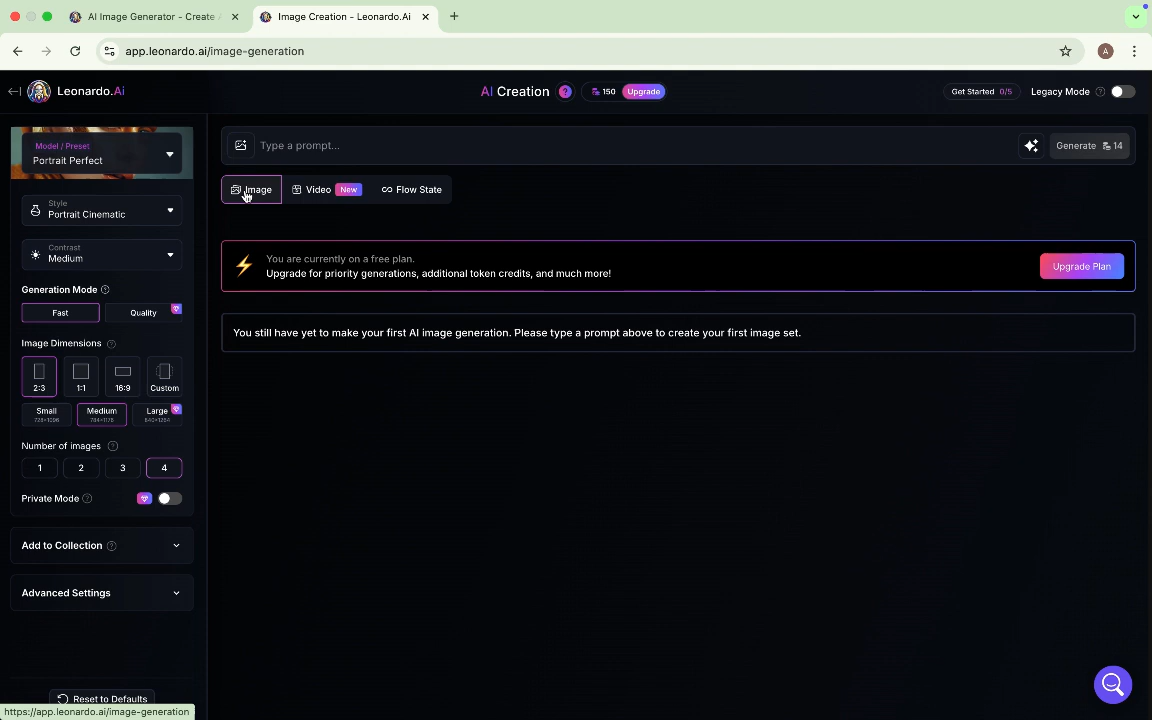 AI Image Generator - Create
Image Creation - Leonardo.Ai
app.leonardo.ai/image-generation
A
Leonardo.Ai
AI Creation ? 150 Upgrade
Get Started 0/5 Legacy Mode ?
Model / Preset
Portrait Perfect
Type a prompt...
Generate 14
Image Video New Flow State
Style
Portrait Cinematic
Contrast
Medium
You are currently on a free plan.
Upgrade for priority generations, additional token credits, and much more!
Upgrade Plan
Generation Mode ?
Fast Quality
You still have yet to make your first AI image generation. Please type a prompt above to create your first image set.
Image Dimensions ?
2:3 1:1 16:9 Custom
Small Medium Large
Number of images ?
1 2 3 4
Private Mode ?
Add to Collection ?
Advanced Settings
Reset to Defaults
https://app.leonardo.ai/image-generation